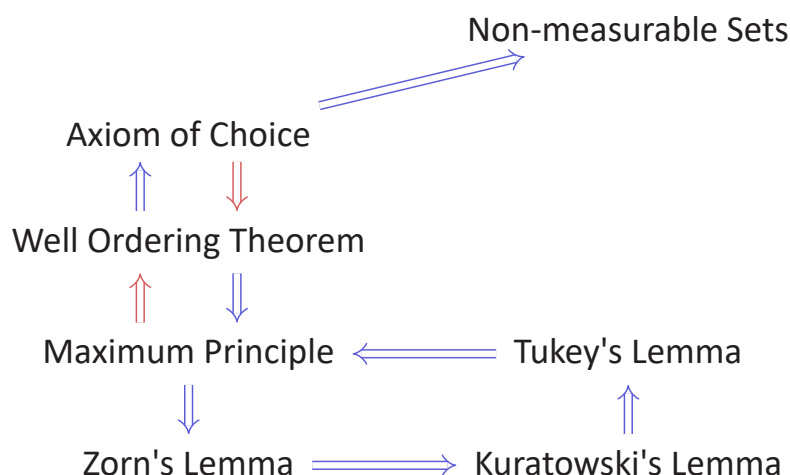 Non-measurable Sets
Axiom of Choice
Well Ordering Theorem
Maximum Principle
Tukey's Lemma
Zorn's Lemma
Kuratowski's Lemma